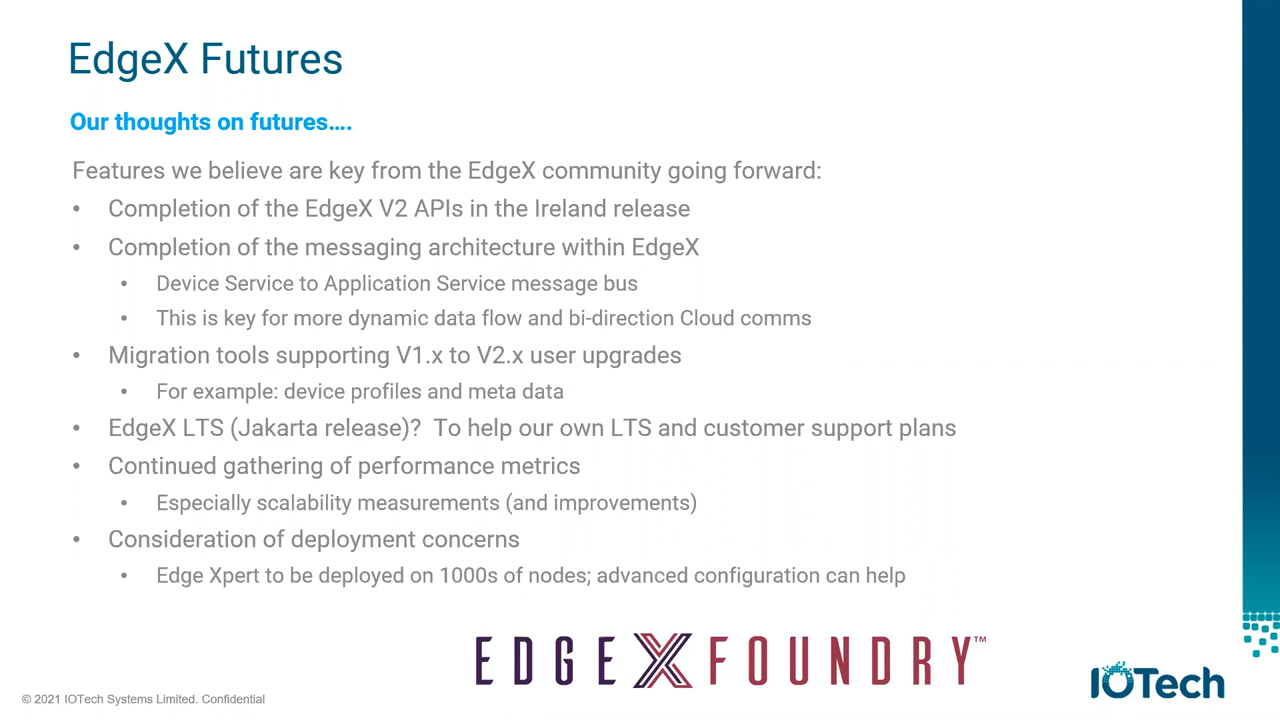 EdgeX Futures
Our thoughts on futures....
Features we believe are key from the EdgeX community going forward:
• Completion of the EdgeX V2 APIs in the Ireland release
• Completion of the messaging architecture within EdgeX
• Device Service to Application Service message bus
• This is key for more dynamic data flow and bi-direction Cloud comms
• Migration tools supporting V1.x to V2.x user upgrades
• For example: device profiles and meta data
• EdgeX LTS (Jakarta release)?  To help our own LTS and customer support plans
• Continued gathering of performance metrics
• Especially scalability measurements (and improvements)
• Consideration of deployment concerns
• Edge Xpert to be deployed on 1000s of nodes; advanced configuration can help
EDGE X FOUNDRY™
IOTech
© 2021 IOTech Systems Limited. Confidential